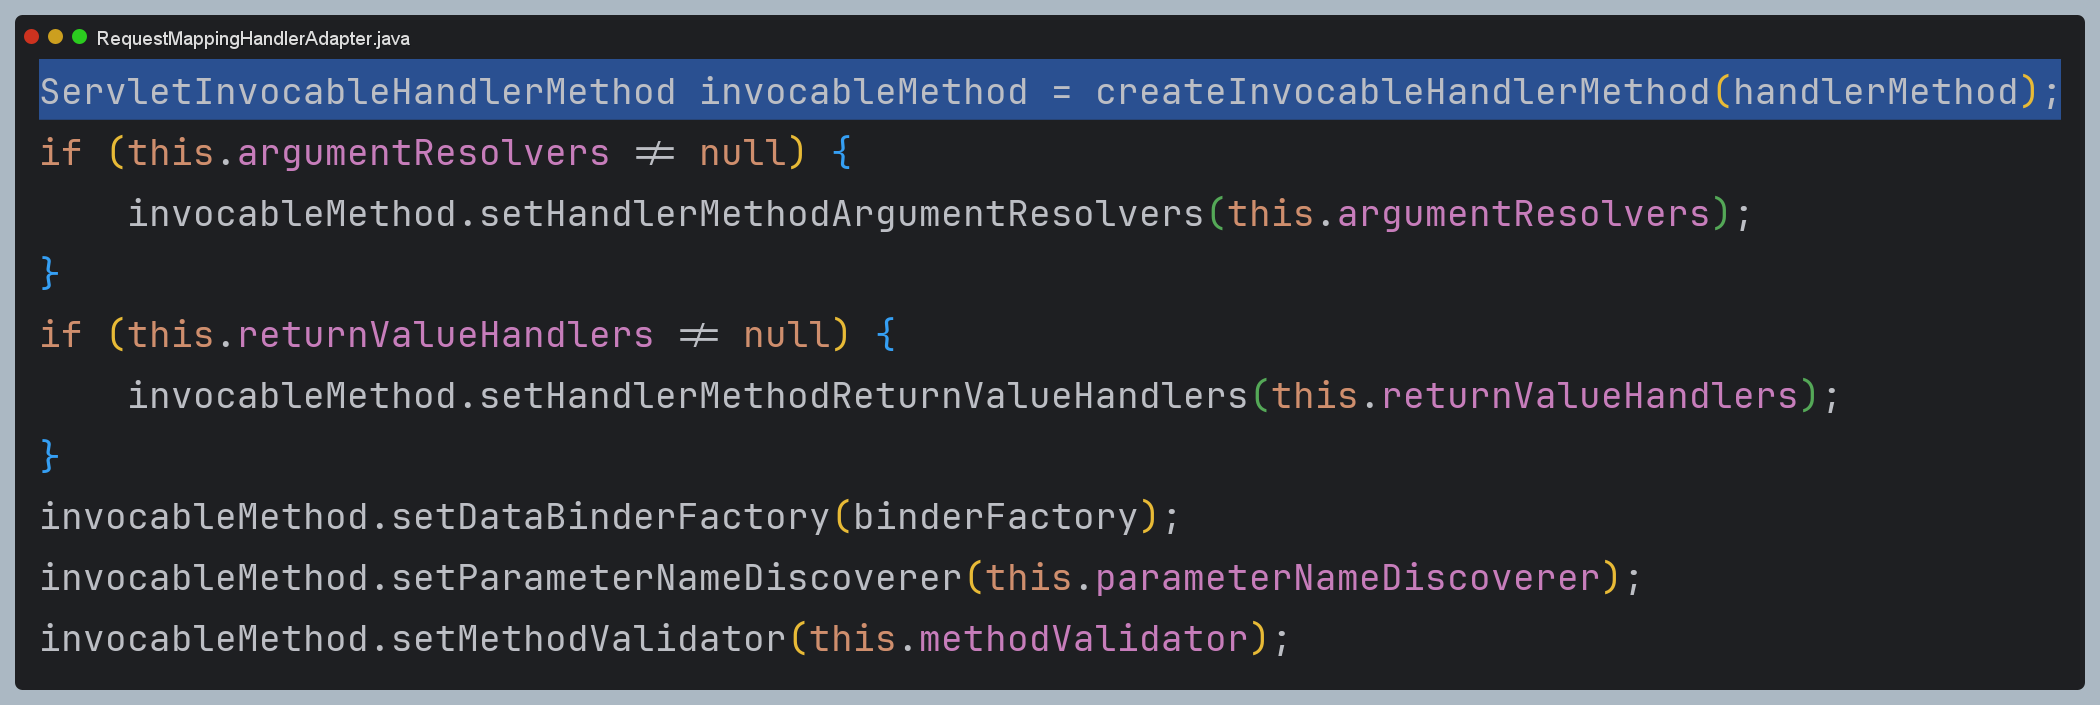 RequestMappingHandlerAdapter.java
ServletInvocableHandlerMethod invocableMethod = createInvocableHandlerMethod(handlerMethod);
if (this.argumentResolvers != null) {
    invocableMethod.setHandlerMethodArgumentResolvers(this.argumentResolvers);
}
if (this.returnValueHandlers != null) {
    invocableMethod.setHandlerMethodReturnValueHandlers(this.returnValueHandlers);
}
invocableMethod.setDataBinderFactory(binderFactory);
invocableMethod.setParameterNameDiscoverer(this.parameterNameDiscoverer);
invocableMethod.setMethodValidator(this.methodValidator);